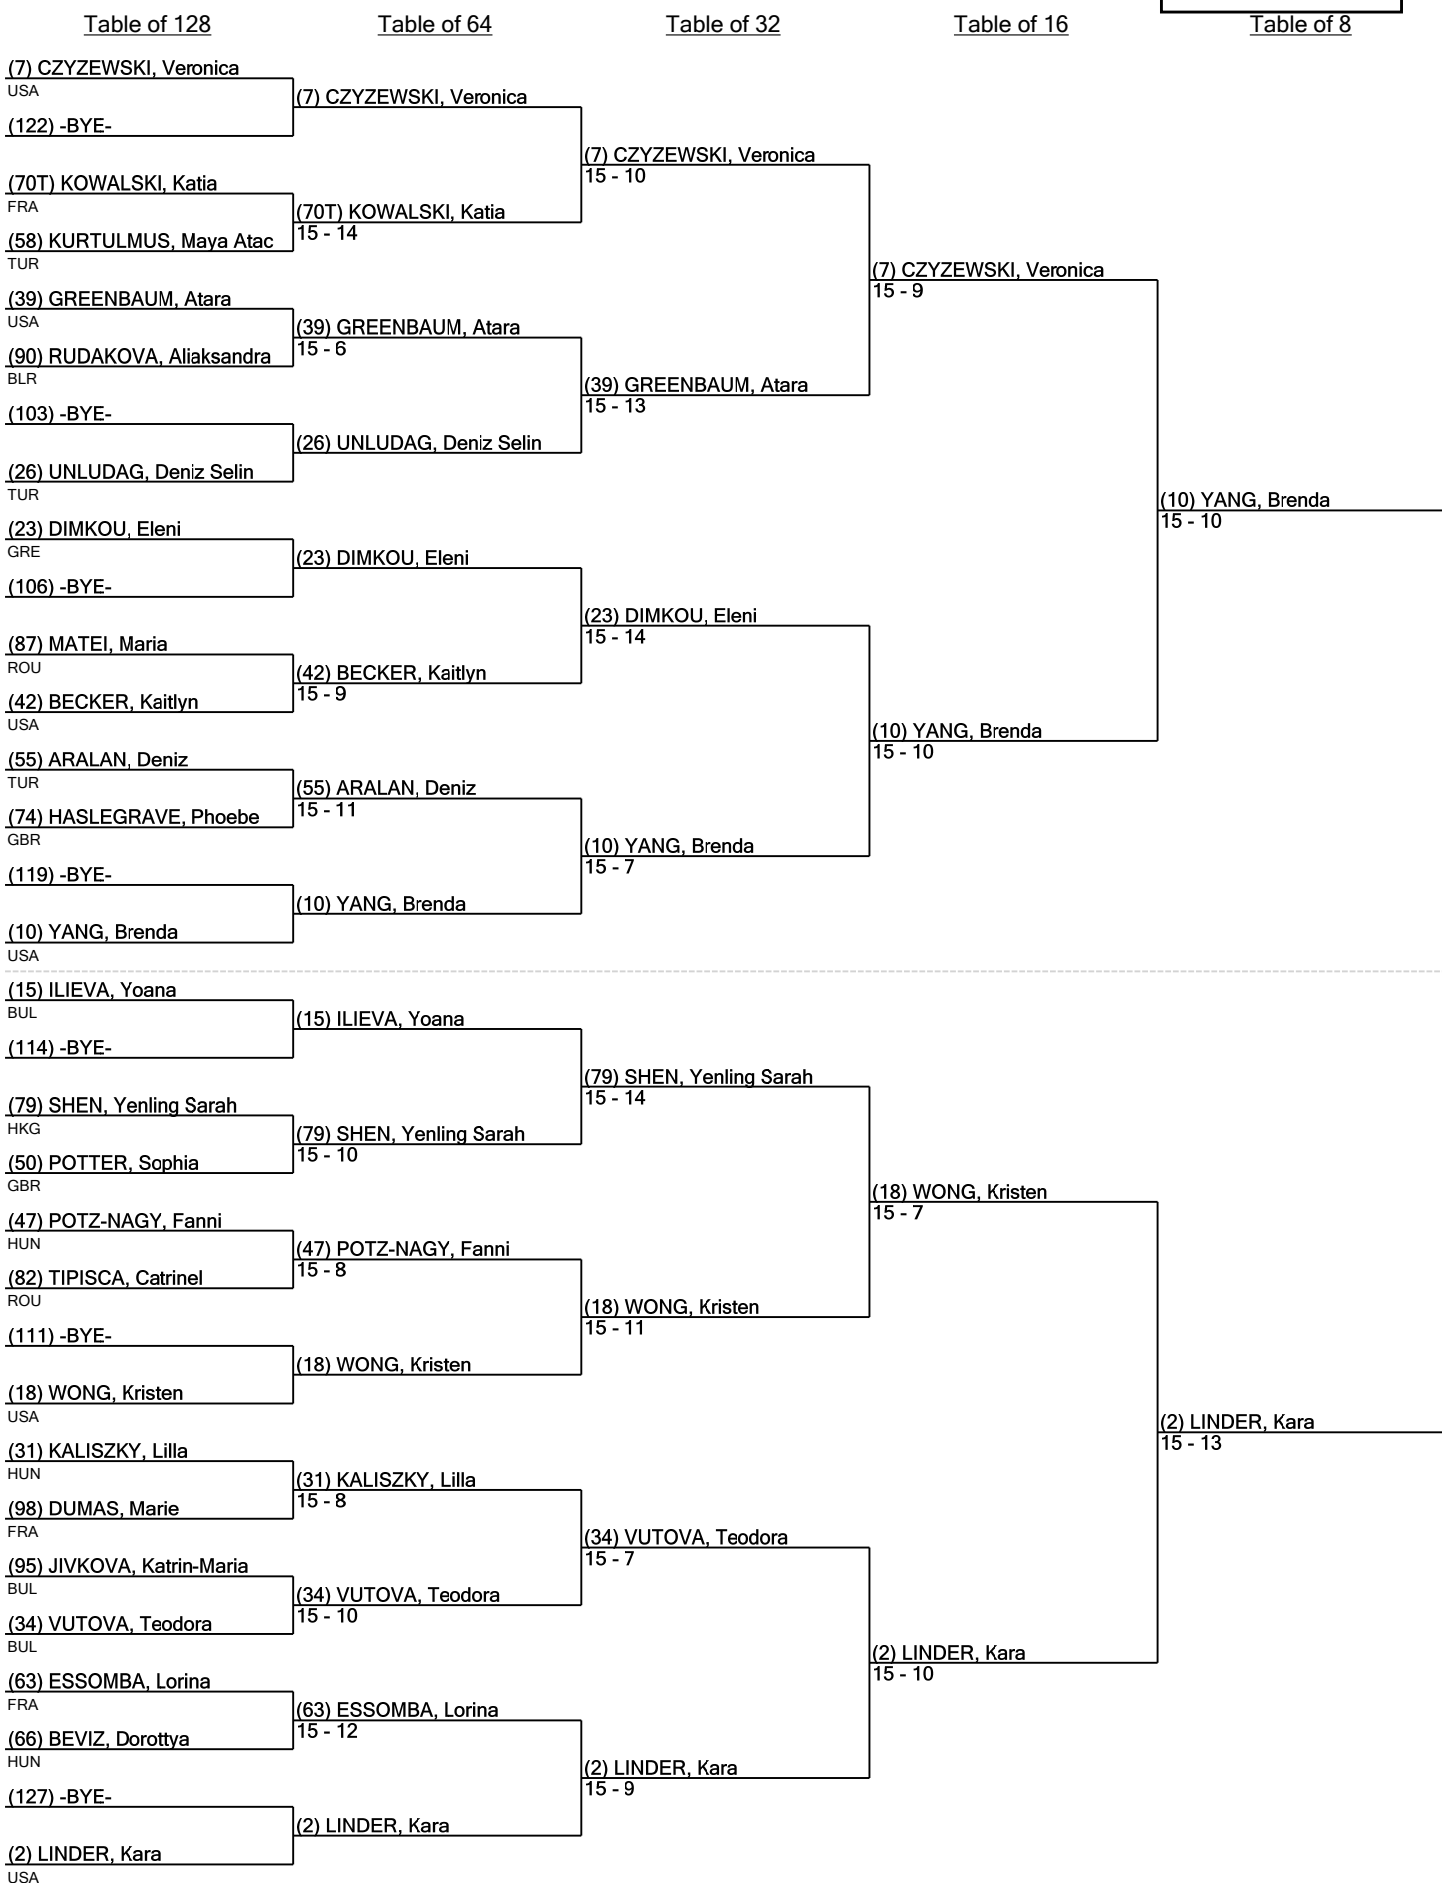 Table of 128
Table of 64
Table of 32
Table of 16
Table of 8
(7) CZYZEWSKI, Veronica
USA
(122) -BYE-
(70T) KOWALSKI, Katia
FRA
(58) KURTULMUS, Maya Atac
TUR
(39) GREENBAUM, Atara
USA
(90) RUDAKOVA, Aliaksandra
BLR
(103) -BYE-
(26) UNLUDAG, Deniz Selin
TUR
(23) DIMKOU, Eleni
GRE
(106) -BYE-
(87) MATEI, Maria
ROU
(42) BECKER, Kaitlyn
USA
(55) ARALAN, Deniz
TUR
(74) HASLEGRAVE, Phoebe
GBR
(119) -BYE-
(10) YANG, Brenda
USA
(15) ILIEVA, Yoana
BUL
(114) -BYE-
(79) SHEN, Yenling Sarah
HKG
(50) POTTER, Sophia
GBR
(47) POTZ-NAGY, Fanni
HUN
(82) TIPISCA, Catrinel
ROU
(111) -BYE-
(18) WONG, Kristen
USA
(31) KALISZKY, Lilla
HUN
(98) DUMAS, Marie
FRA
(95) JIVKOVA, Katrin-Maria
BUL
(34) VUTOVA, Teodora
BUL
(63) ESSOMBA, Lorina
FRA
(66) BEVIZ, Dorottya
HUN
(127) -BYE-
(2) LINDER, Kara
USA
(7) CZYZEWSKI, Veronica
(70T) KOWALSKI, Katia
15 - 14
(39) GREENBAUM, Atara
15 - 6
(26) UNLUDAG, Deniz Selin
(23) DIMKOU, Eleni
(42) BECKER, Kaitlyn
15 - 9
(55) ARALAN, Deniz
15 - 11
(10) YANG, Brenda
(15) ILIEVA, Yoana
(79) SHEN, Yenling Sarah
15 - 10
(47) POTZ-NAGY, Fanni
15 - 8
(18) WONG, Kristen
(31) KALISZKY, Lilla
15 - 8
(34) VUTOVA, Teodora
15 - 10
(63) ESSOMBA, Lorina
15 - 12
(2) LINDER, Kara
(7) CZYZEWSKI, Veronica
15 - 10
(39) GREENBAUM, Atara
15 - 13
(23) DIMKOU, Eleni
15 - 14
(10) YANG, Brenda
15 - 7
(79) SHEN, Yenling Sarah
15 - 14
(18) WONG, Kristen
15 - 11
(34) VUTOVA, Teodora
15 - 7
(2) LINDER, Kara
15 - 9
(7) CZYZEWSKI, Veronica
15 - 9
(10) YANG, Brenda
15 - 10
(18) WONG, Kristen
15 - 7
(2) LINDER, Kara
15 - 10
(10) YANG, Brenda
15 - 10
(2) LINDER, Kara
15 - 13